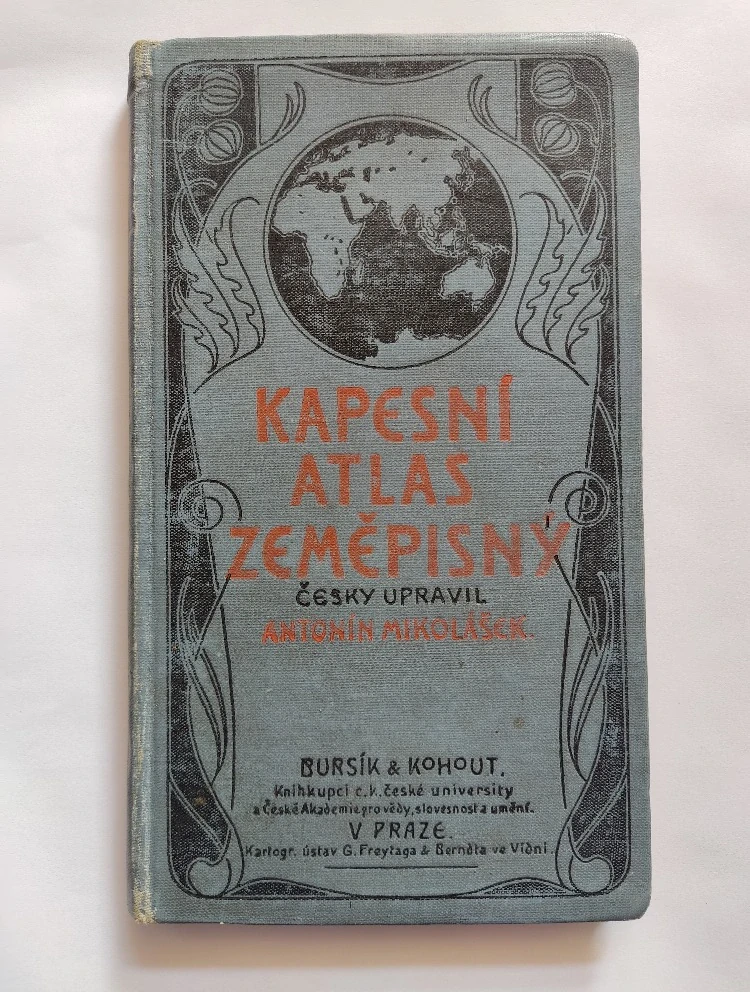 KAPESNÍ
ATLAS
ZEMĚPISNÝ
ČESKY UPRAVIL
ANTONÍN MIKOLÁŠEK.
BURSÍK & KOHOUT.
Knihkupci c. k. české university
a České Akademie pro vědy, slovesnost a umění.
V PRAZE.
Kartogr. ústav G. Freytaga & Berndta ve Vídni.